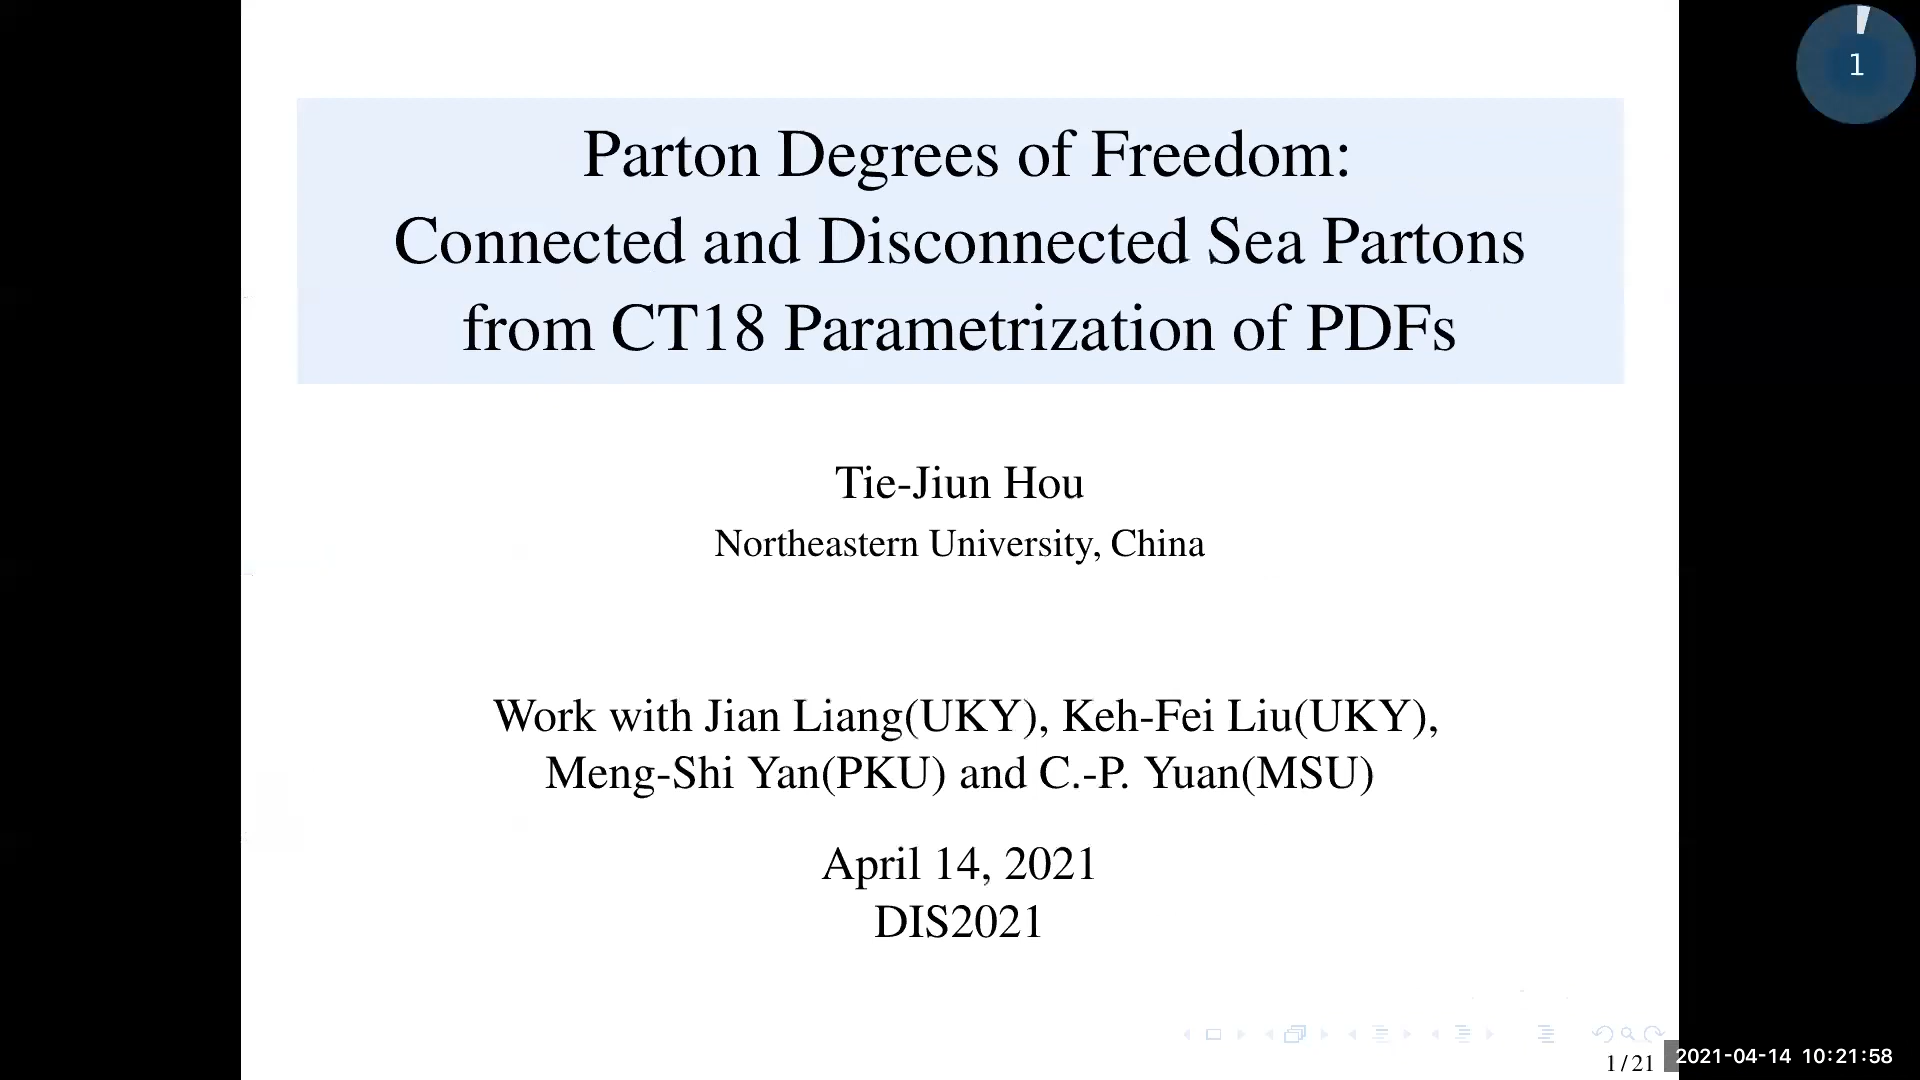 1
Parton Degrees of Freedom:
Connected and Disconnected Sea Partons
from CT18 Parametrization of PDFs
Tie-Jiun Hou
Northeastern University, China
Work with Jian Liang(UKY), Keh-Fei Liu(UKY),
Meng-Shi Yan(PKU) and C.-P. Yuan(MSU)
April 14, 2021
DIS2021
1 / 21
2021-04-14 10:21:58